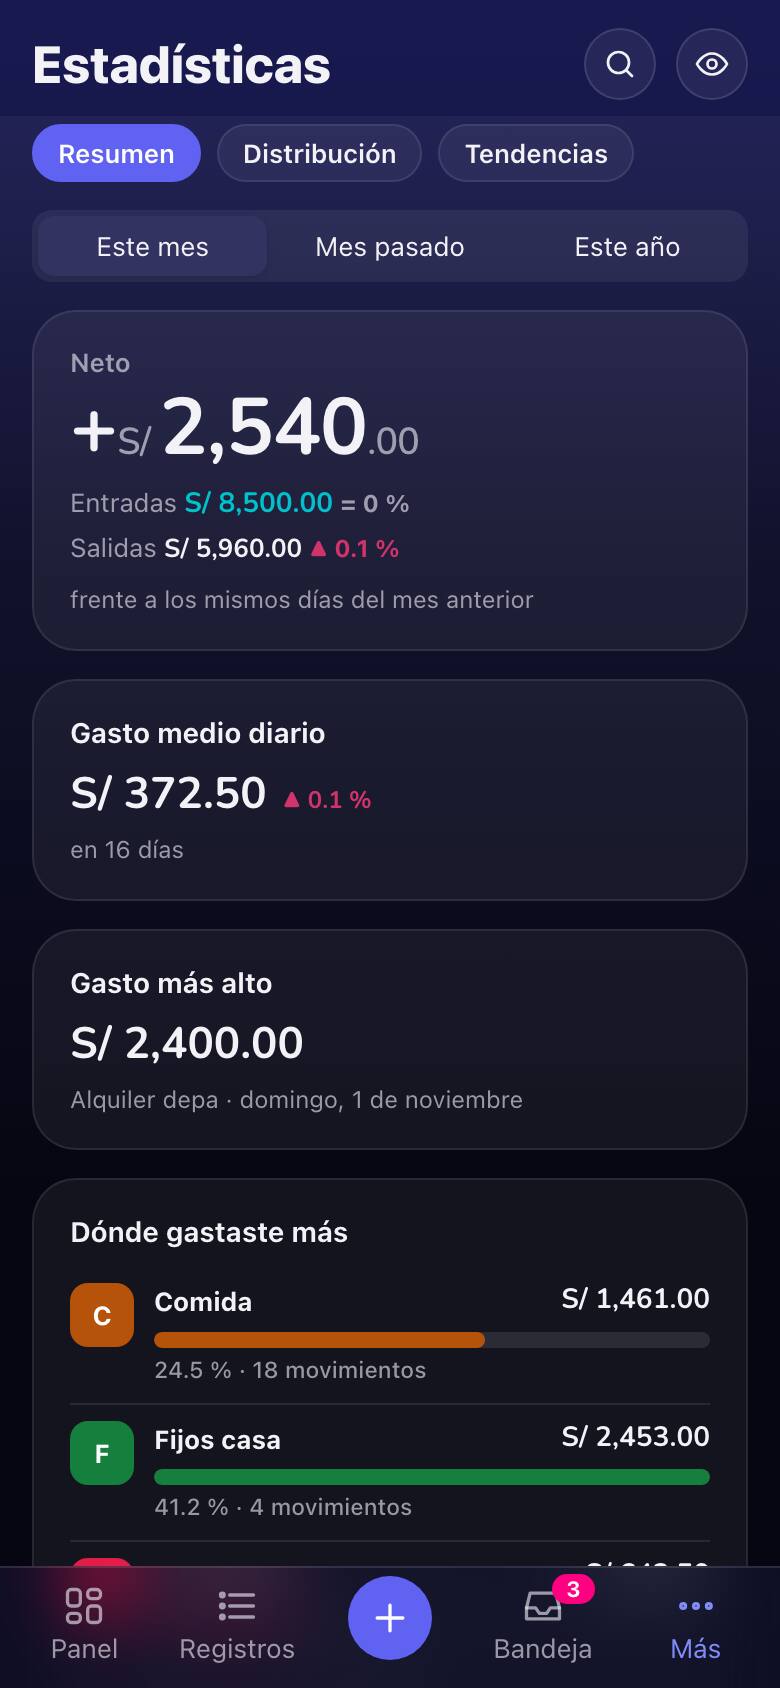 Estadísticas
Resumen
Distribución
Tendencias
Este mes
Mes pasado
Este año
Neto
+S/ 2,540.00
Entradas S/ 8,500.00 = 0 %
Salidas S/ 5,960.00 ▲ 0.1 %
frente a los mismos días del mes anterior
Gasto medio diario
S/ 372.50 ▲ 0.1 %
en 16 días
Gasto más alto
S/ 2,400.00
Alquiler depa · domingo, 1 de noviembre
Dónde gastaste más
C
Comida
S/ 1,461.00
24.5 % · 18 movimientos
F
Fijos casa
S/ 2,453.00
41.2 % · 4 movimientos
Panel
Registros
3
Bandeja
Más